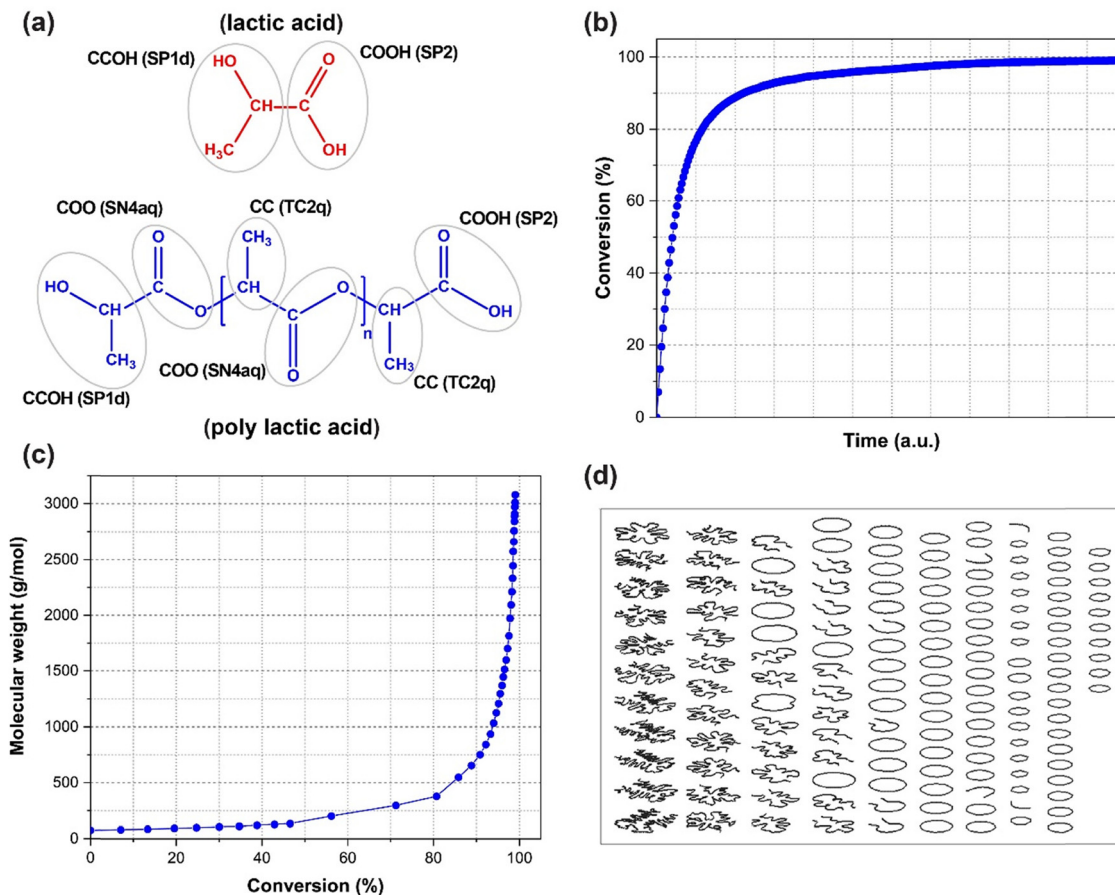 (a)
(lactic acid)
CCOH (SP1d)
COOH (SP2)
HO
O
CH
C
H₃C
OH
COO (SN4aq)
CC (TC2q)
COOH (SP2)
O
CH₃
O
HO
CH
C
O
CH
C
O
CH
C
OH
n
CH₃
O
CH₃
COO (SN4aq)
CC (TC2q)
CCOH (SP1d)
(poly lactic acid)
(b)
100
80
60
40
20
0
Conversion (%)
Time (a.u.)
(c)
3000
2500
2000
1500
1000
500
0
Molecular weight (g/mol)
0 20 40 60 80 100
Conversion (%)
(d)